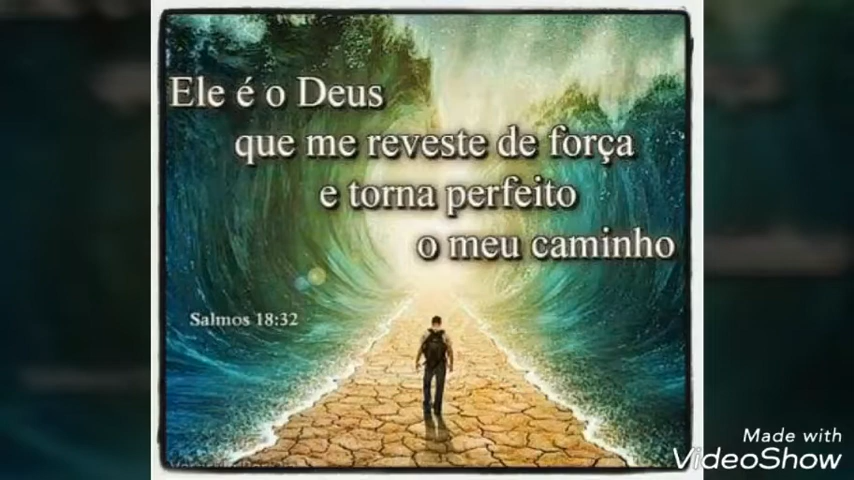 Ele é o Deus
que me reveste de força
e torna perfeito
o meu caminho
Salmos 18:32
Made with
VideoShow